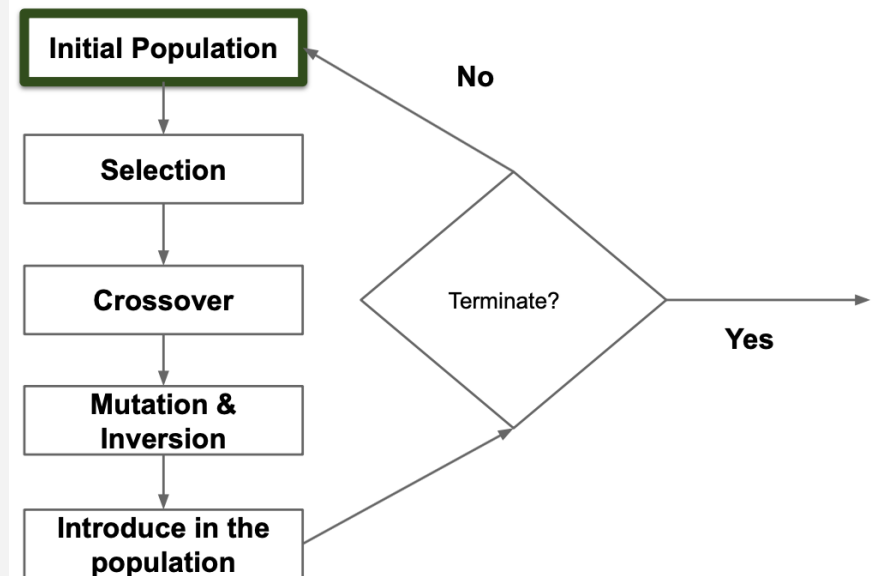 Initial Population
No
Selection
Crossover
Terminate?
Yes
Mutation &
Inversion
Introduce in the
population